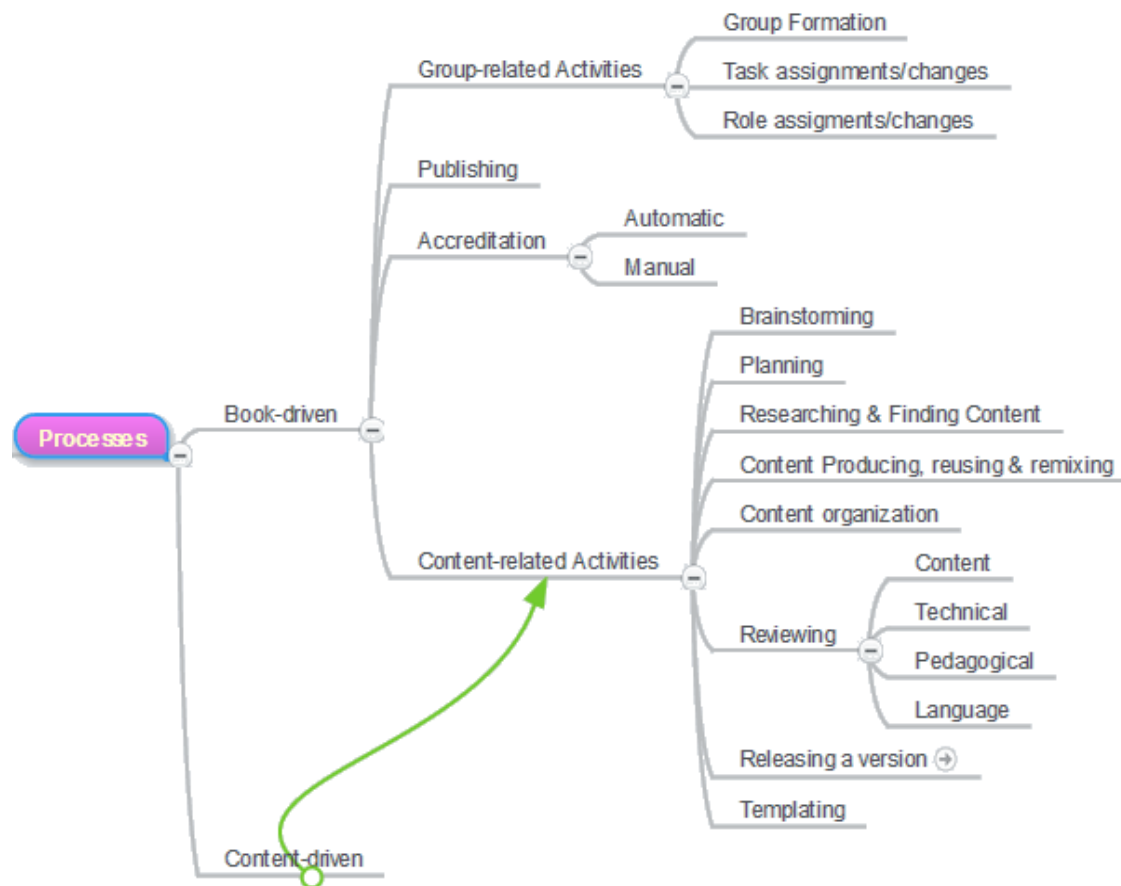 Group Formation
Group-related Activities
Task assignments/changes
Role assigments/changes
Publishing
Automatic
Accreditation
Manual
Brainstorming
Planning
Book-driven
Researching & Finding Content
Processes
Content Producing, reusing & remixing
Content organization
Content-related Activities
Content
Technical
Reviewing
Pedagogical
Language
Releasing a version
Templating
Content-driven